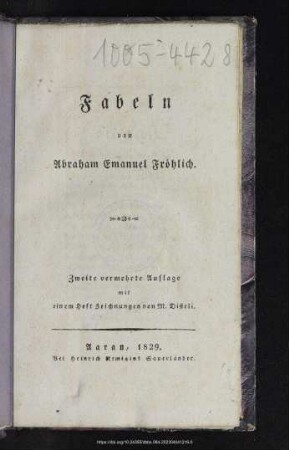 1005-4428
Fabeln
von
Abraham Emanuel Fröhlich.
Zweite vermehrte Auflage
mit
einem Heft Zeichnungen von M. Disteli.
Aarau, 1829.
Bei Heinrich Remigius Sauerländer.